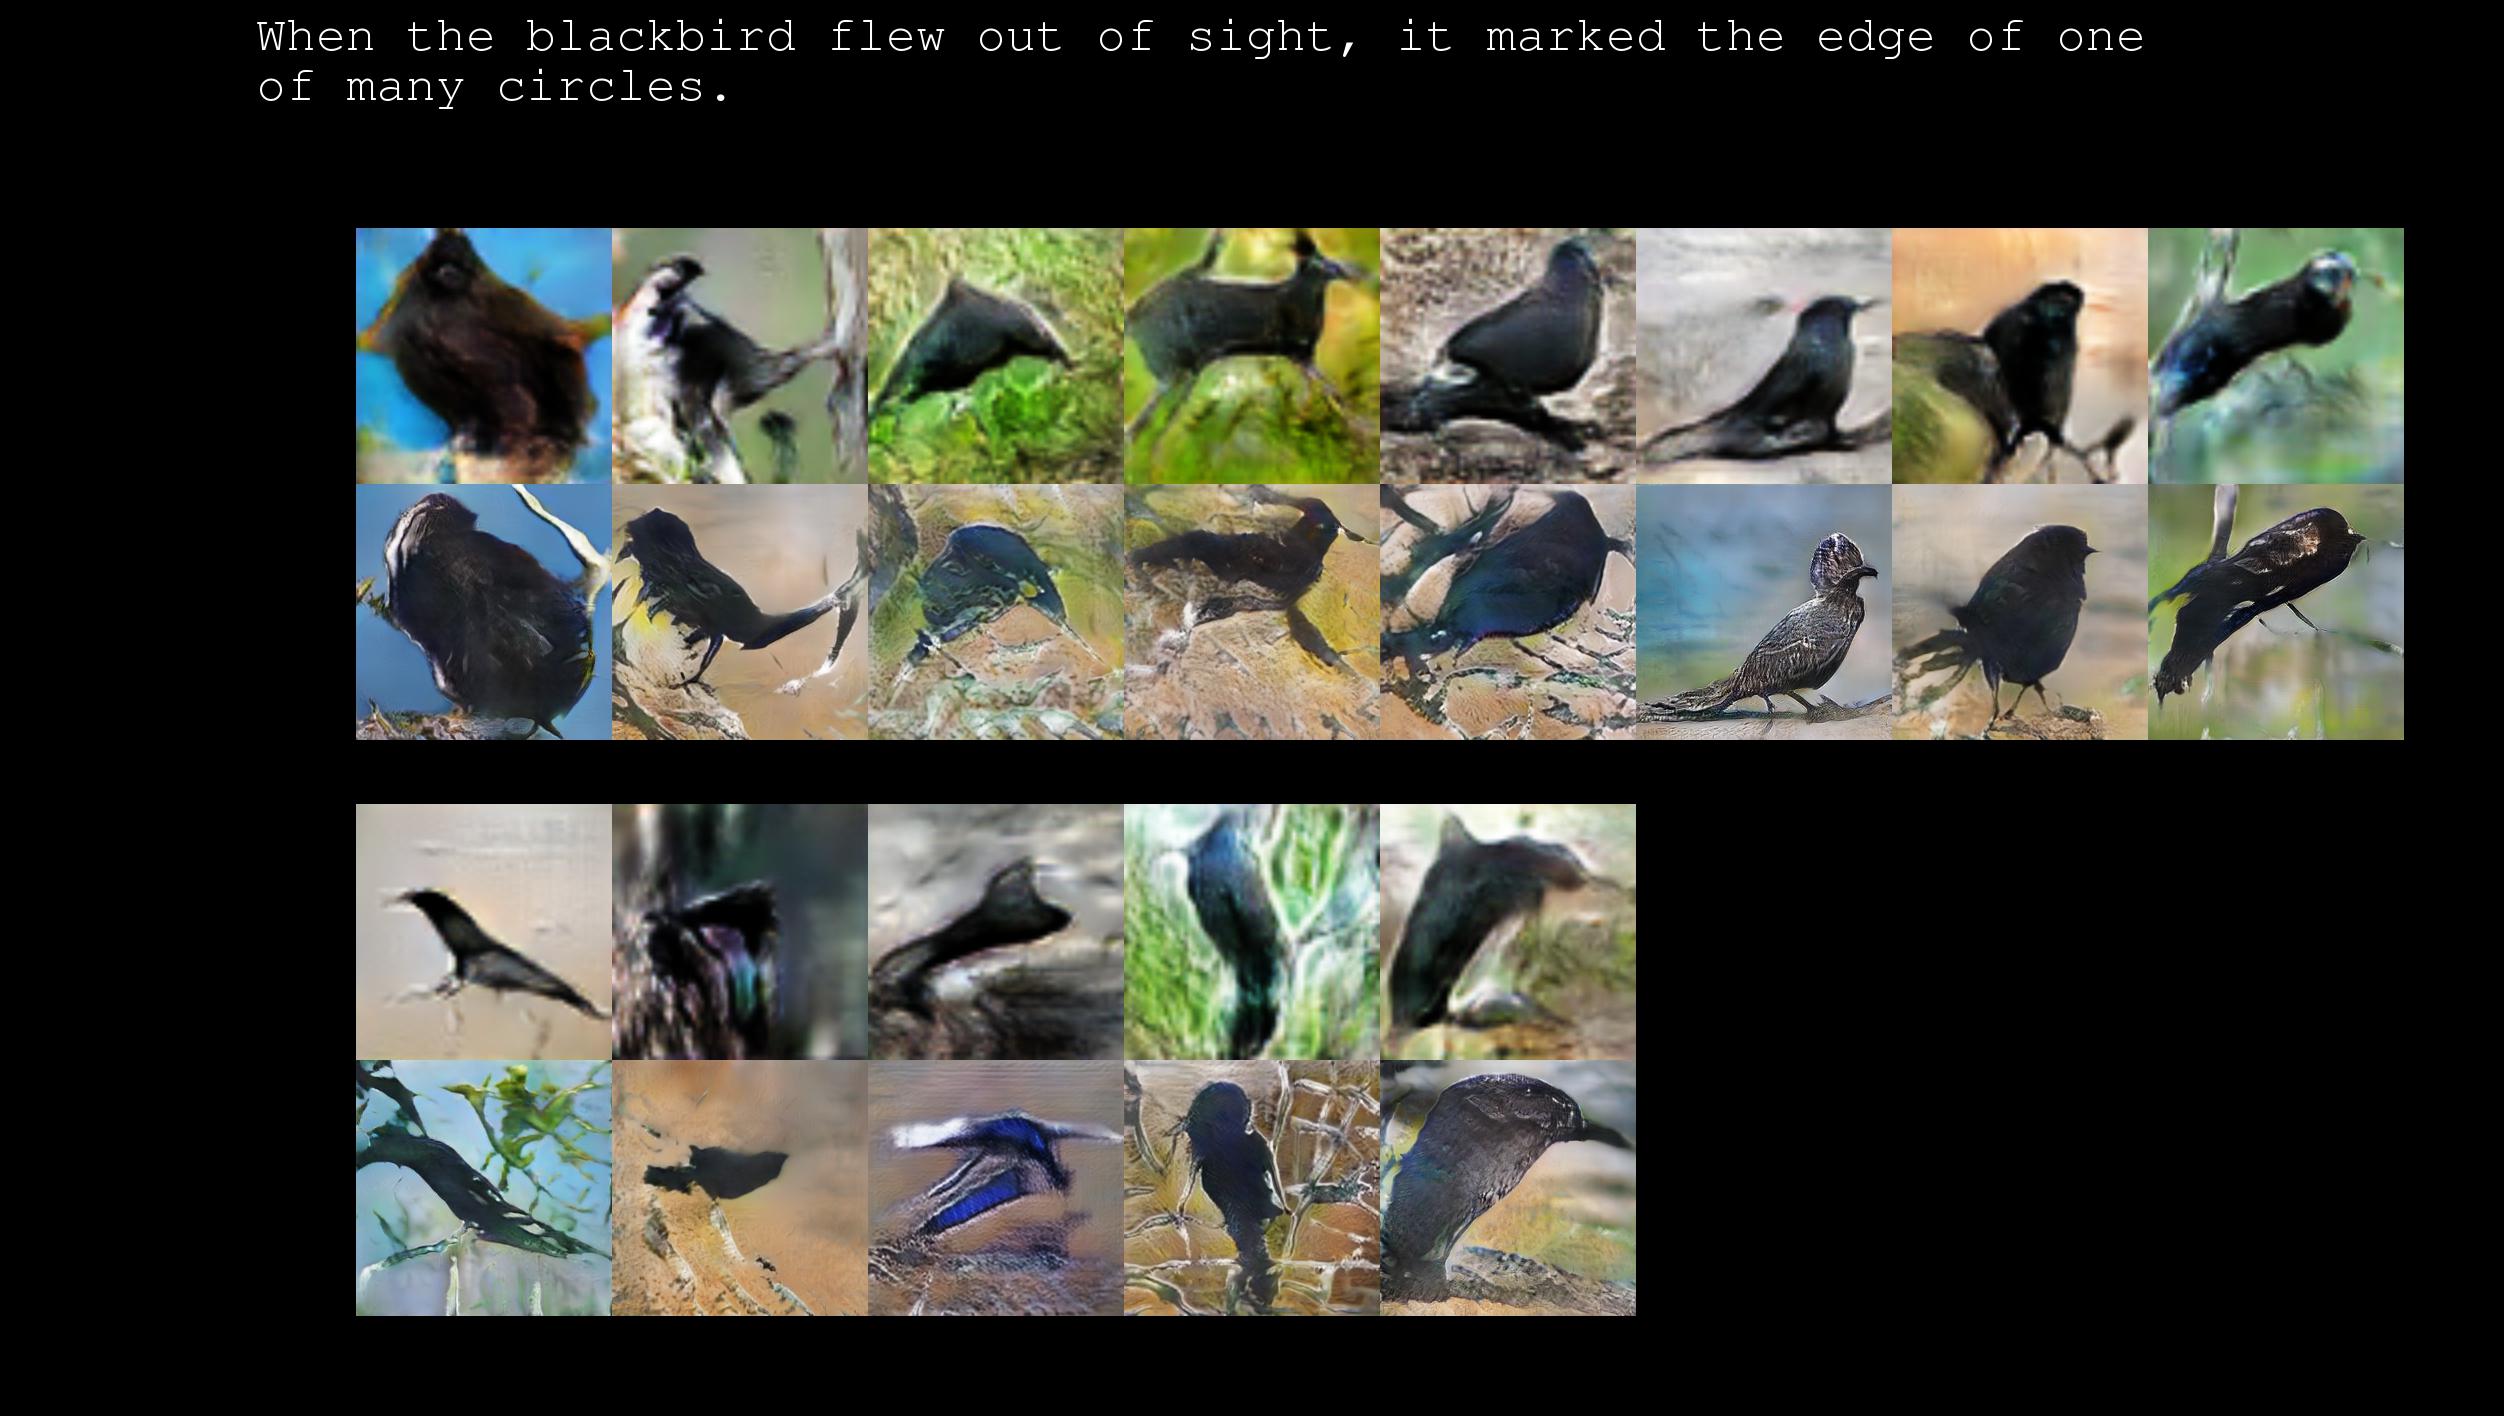 When the blackbird flew out of sight, it marked the edge of one
of many circles.